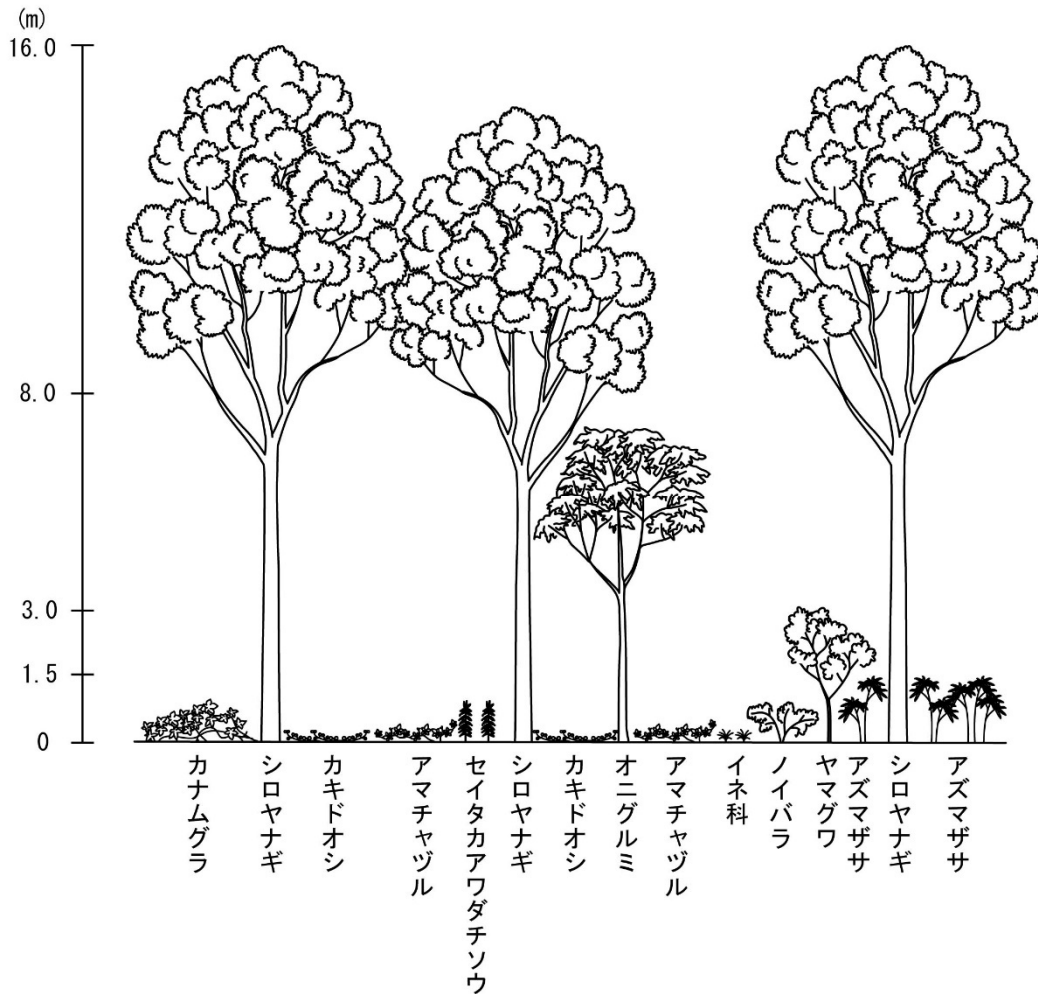 (m)
16.0
8.0
3.0
1.5
0
カナムグラ
シロヤナギ
カキドオシ
アマチャヅル
セイタカアワダチソウ
シロヤナギ
カキドオシ
オニグルミ
アマチャヅル
イネ科
ノイバラ
ヤマグワ
アズマザサ
シロヤナギ
アズマザサ